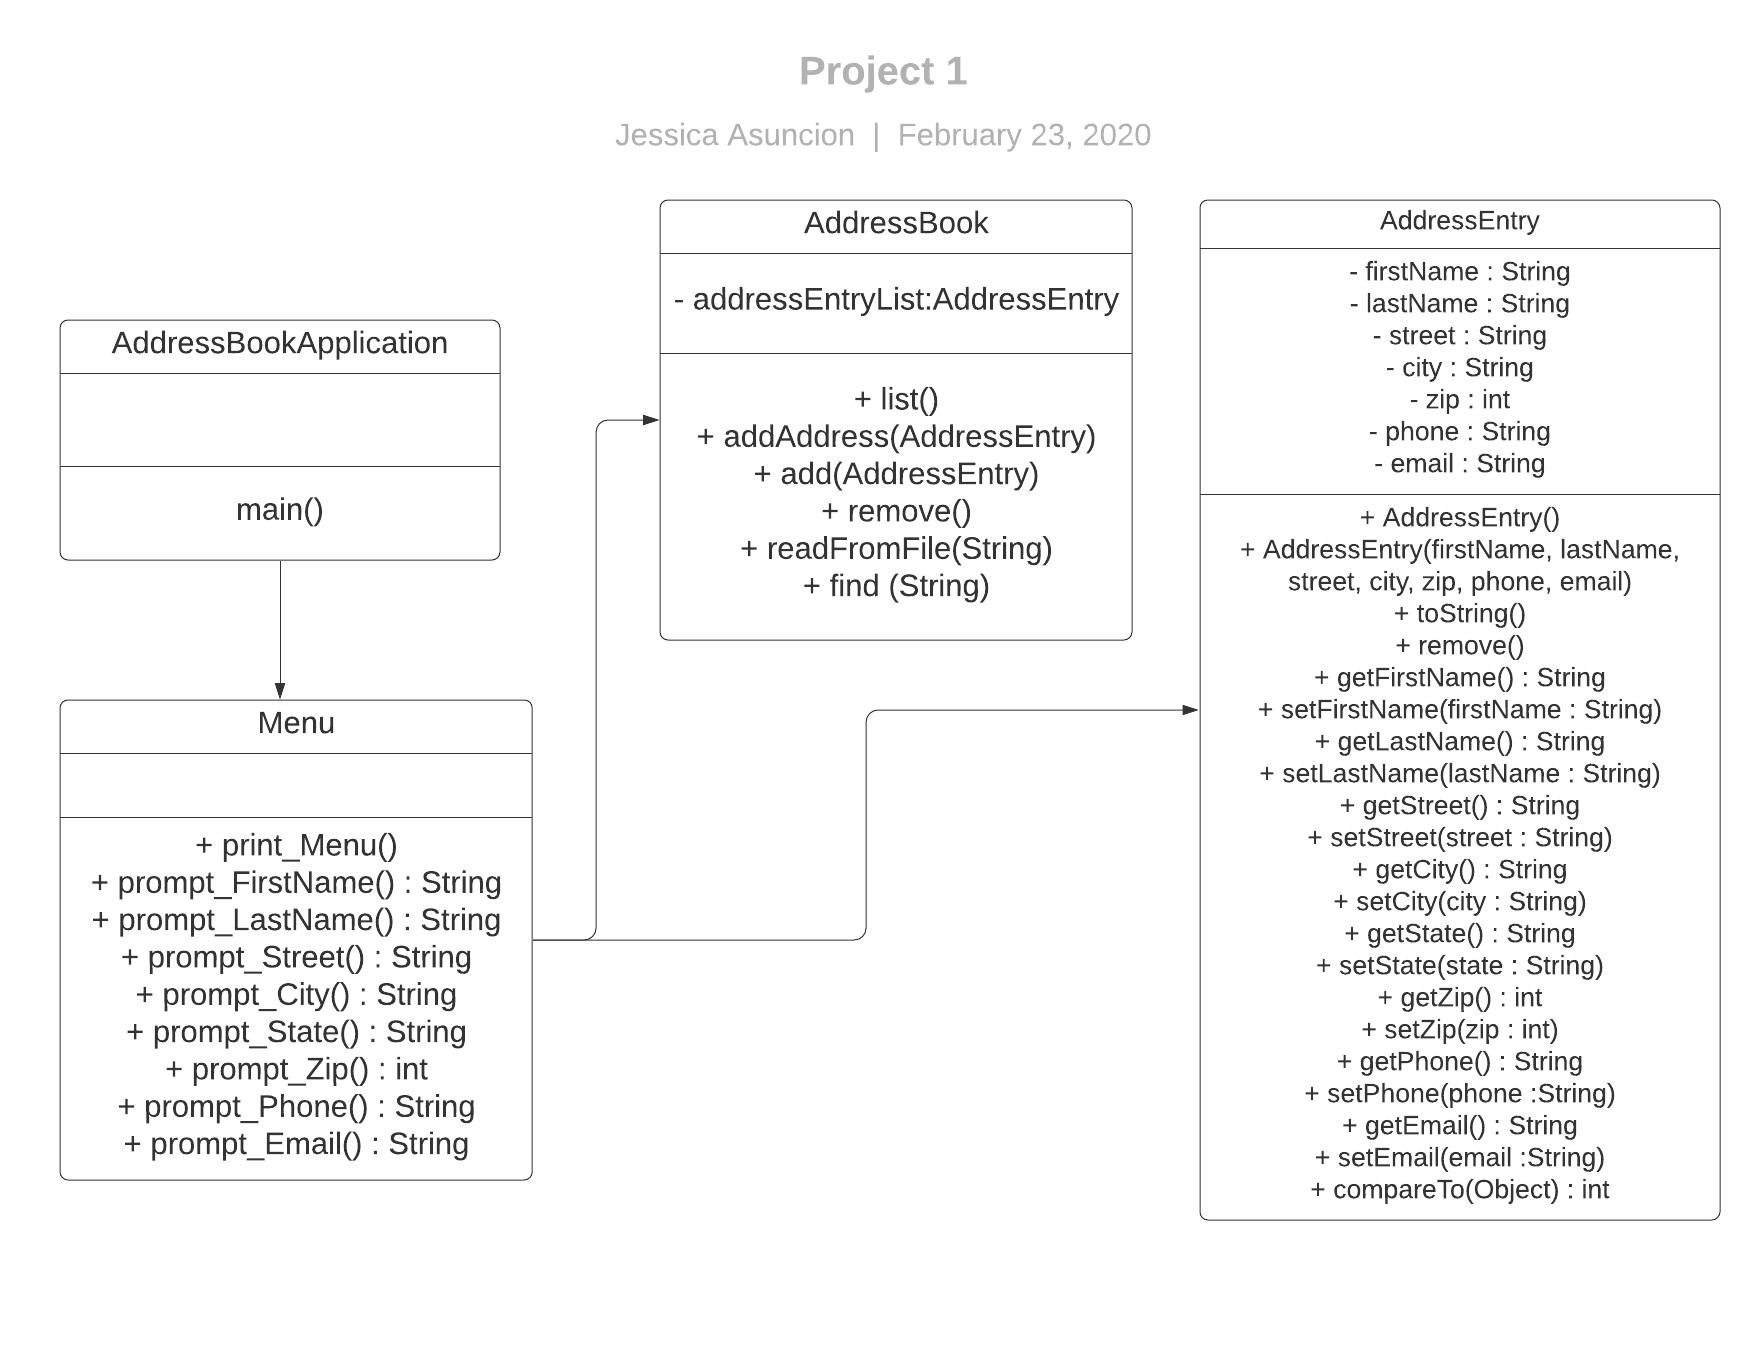 Project 1
Jessica Asuncion | February 23, 2020
AddressBookApplication
main()
Menu
+ print_Menu()
+ prompt_FirstName() : String
+ prompt_LastName() : String
+ prompt_Street() : String
+ prompt_City() : String
+ prompt_State() : String
+ prompt_Zip() : int
+ prompt_Phone() : String
+ prompt_Email() : String
AddressBook
- addressEntryList:AddressEntry
+ list()
+ addAddress(AddressEntry)
+ add(AddressEntry)
+ remove()
+ readFromFile(String)
+ find (String)
AddressEntry
- firstName : String
- lastName : String
- street : String
- city : String
- zip : int
- phone : String
- email : String
+ AddressEntry()
+ AddressEntry(firstName, lastName,
street, city, zip, phone, email)
+ toString()
+ remove()
+ getFirstName() : String
+ setFirstName(firstName : String)
+ getLastName() : String
+ setLastName(lastName : String)
+ getStreet() : String
+ setStreet(street : String)
+ getCity() : String
+ setCity(city : String)
+ getState() : String
+ setState(state : String)
+ getZip() : int
+ setZip(zip : int)
+ getPhone() : String
+ setPhone(phone :String)
+ getEmail() : String
+ setEmail(email :String)
+ compareTo(Object) : int